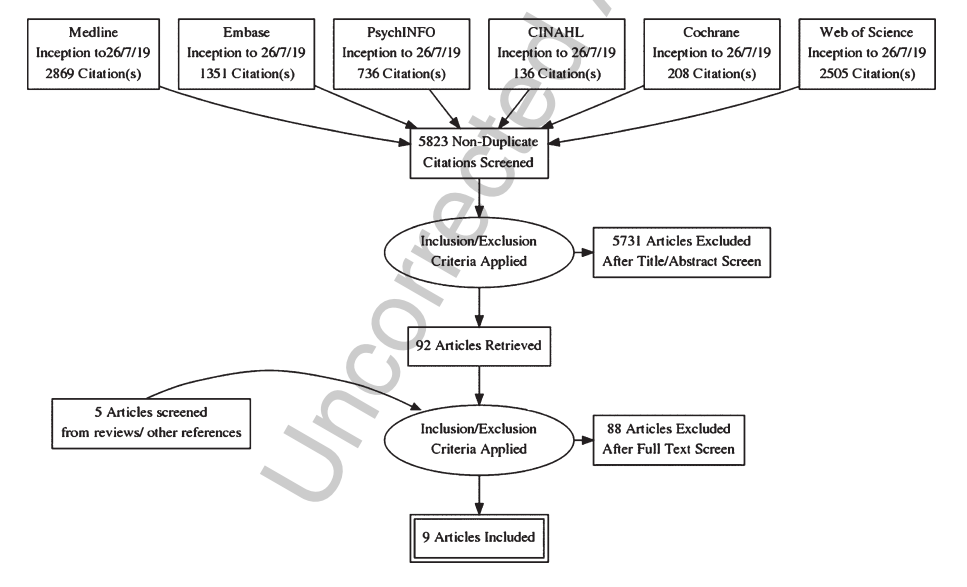 Medline
Inception to26/7/19
2869 Citation(s)
Embase
Inception to 26/7/19
1351 Citation(s)
PsychINFO
Inception to 26/7/19
736 Citation(s)
CINAHL
Inception to 26/7/19
136 Citation(s)
Cochrane
Inception to 26/7/19
208 Citation(s)
Web of Science
Inception to 26/7/19
2505 Citation(s)
5823 Non-Duplicate
Citations Screened
Inclusion/Exclusion
Criteria Applied
5731 Articles Excluded
After Title/Abstract Screen
92 Articles Retrieved
5 Articles screened
from reviews/ other references
Inclusion/Exclusion
Criteria Applied
88 Articles Excluded
After Full Text Screen
9 Articles Included
Uncorrected